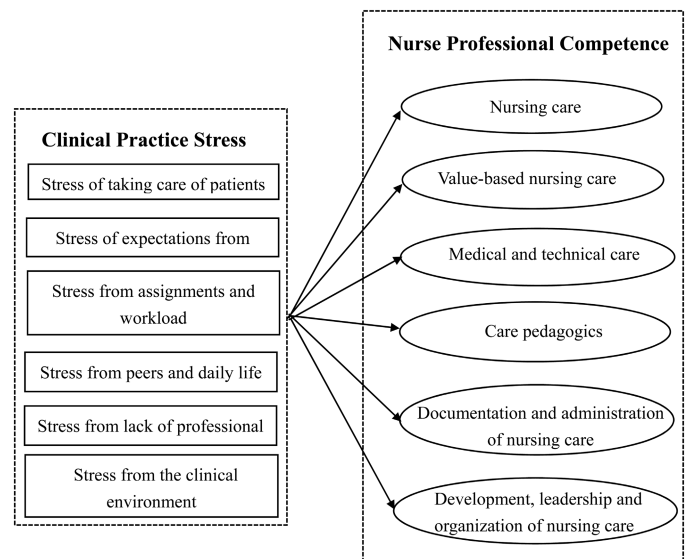 Clinical Practice Stress
Stress of taking care of patients
Stress of expectations from
Stress from assignments and
workload
Stress from peers and daily life
Stress from lack of professional
Stress from the clinical
environment
Nurse Professional Competence
Nursing care
Value-based nursing care
Medical and technical care
Care pedagogics
Documentation and administration
of nursing care
Development, leadership and
organization of nursing care